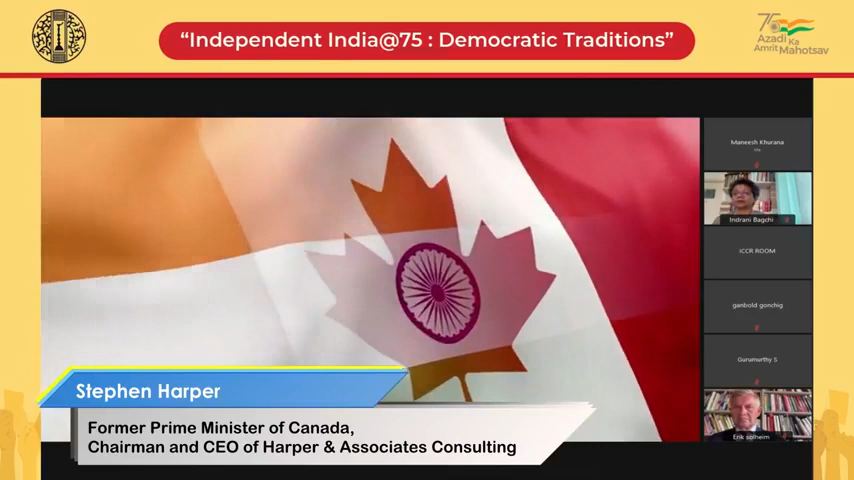 “Independent India@75 : Democratic Traditions”
75
Azadi
Ka
Amrit Mahotsav
Maneesh Khurana
Indrani Bagchi
ICCR ROOM
ganbold gonchig
Gurumurthy S
Erik solheim
Stephen Harper
Former Prime Minister of Canada,
Chairman and CEO of Harper & Associates Consulting